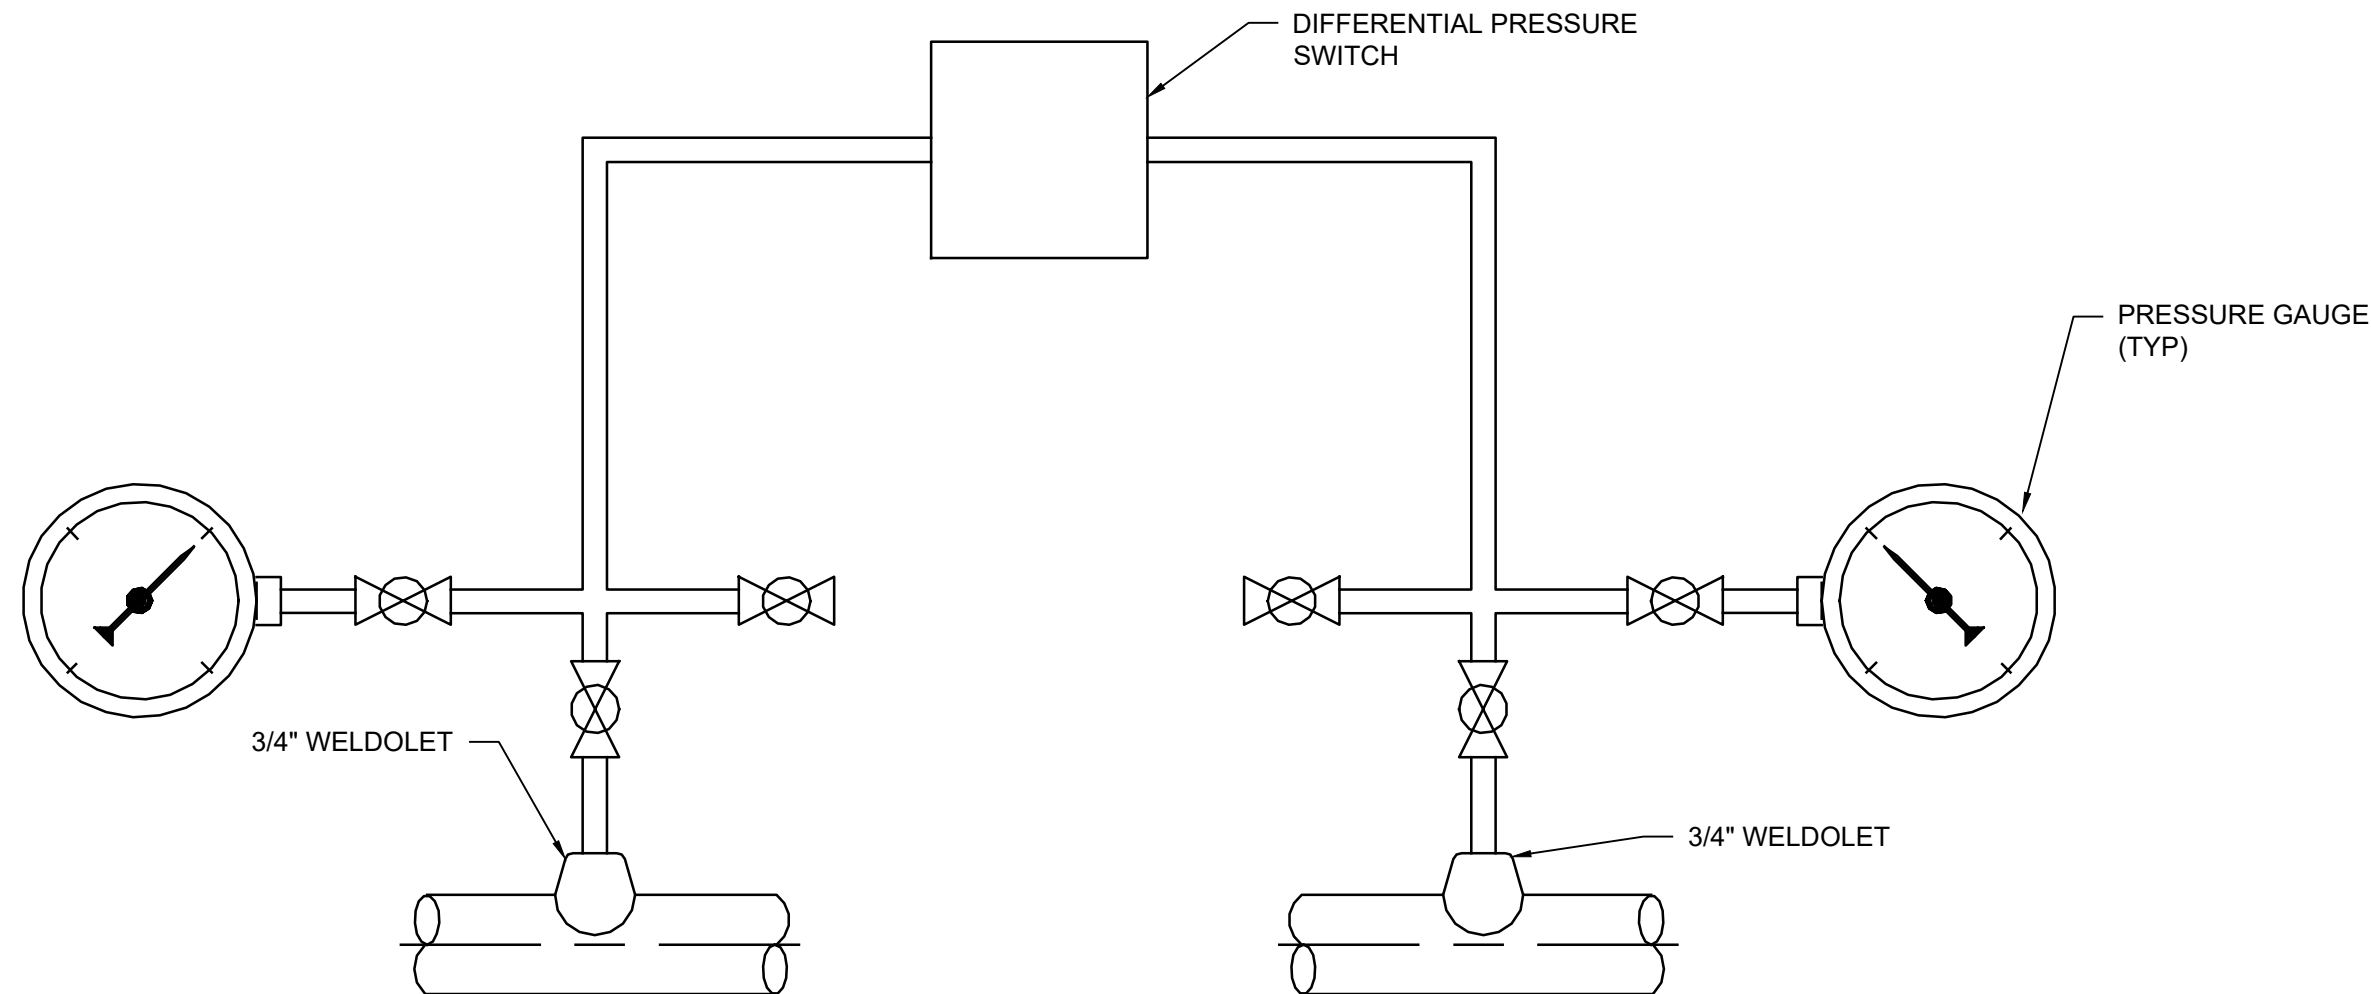 DIFFERENTIAL PRESSURE
SWITCH
PRESSURE GAUGE
(TYP)
3/4" WELDOLET
3/4" WELDOLET